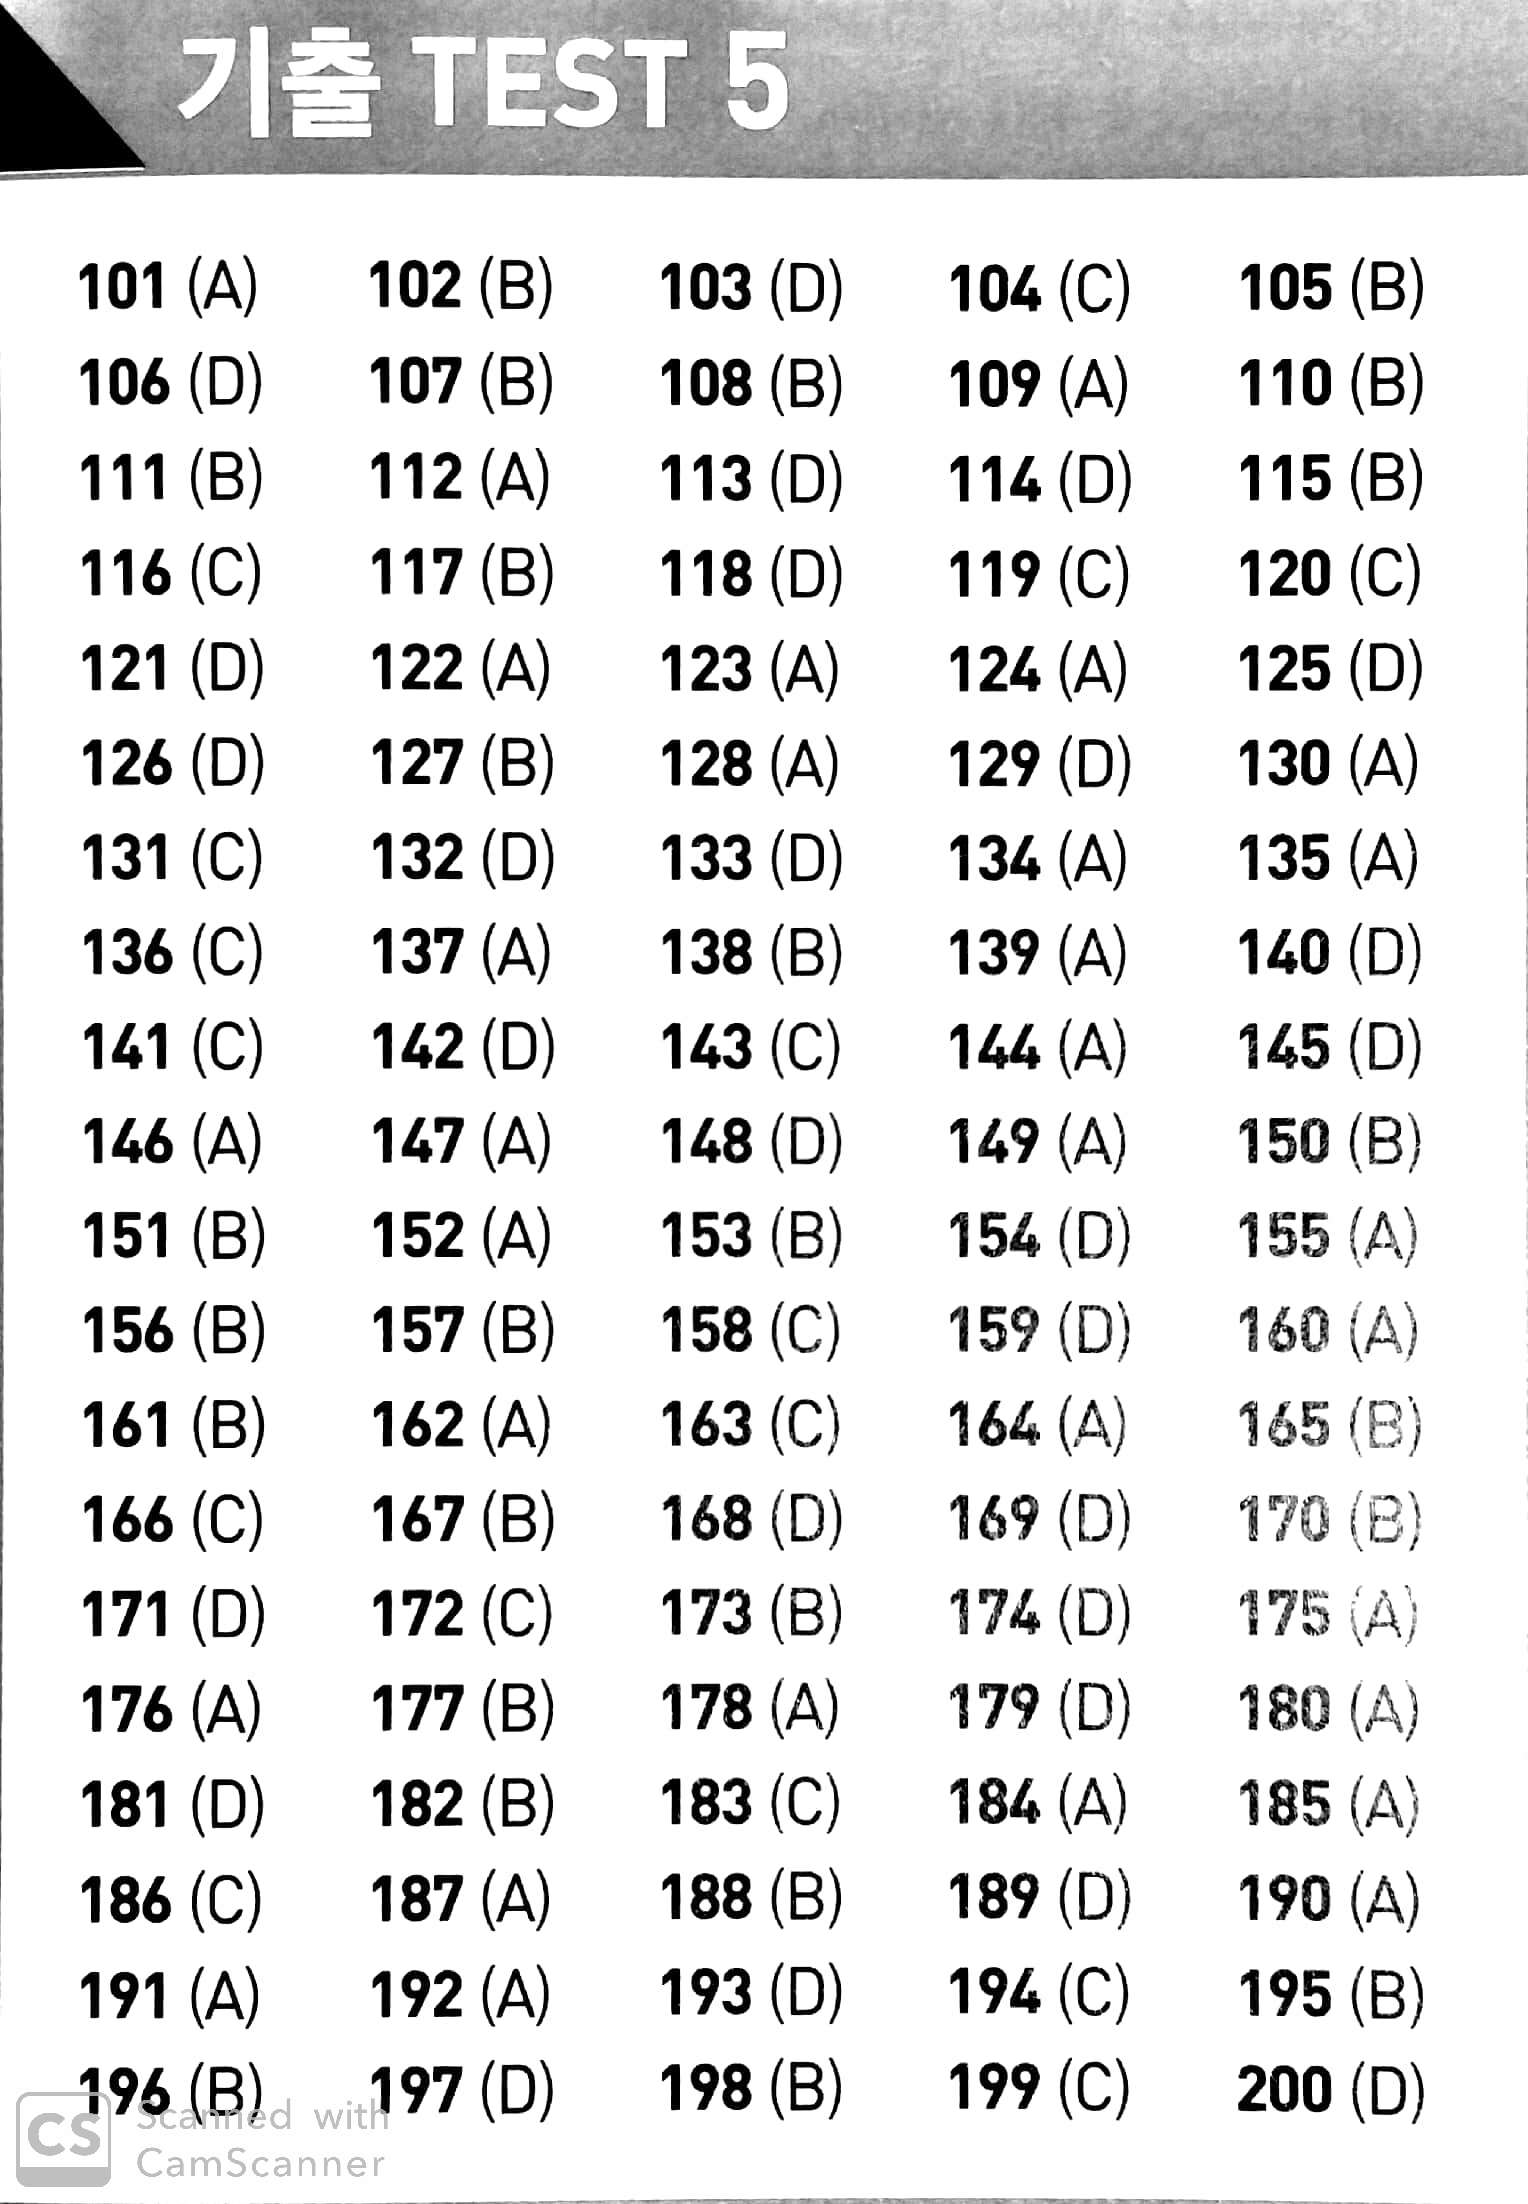 기출 TEST 5
101 (A) 102 (B) 103 (D) 104 (C) 105 (B)
106 (D) 107 (B) 108 (B) 109 (A) 110 (B)
111 (B) 112 (A) 113 (D) 114 (D) 115 (B)
116 (C) 117 (B) 118 (D) 119 (C) 120 (C)
121 (D) 122 (A) 123 (A) 124 (A) 125 (D)
126 (D) 127 (B) 128 (A) 129 (D) 130 (A)
131 (C) 132 (D) 133 (D) 134 (A) 135 (A)
136 (C) 137 (A) 138 (B) 139 (A) 140 (D)
141 (C) 142 (D) 143 (C) 144 (A) 145 (D)
146 (A) 147 (A) 148 (D) 149 (A) 150 (B)
151 (B) 152 (A) 153 (B) 154 (D) 155 (A)
156 (B) 157 (B) 158 (C) 159 (D) 160 (A)
161 (B) 162 (A) 163 (C) 164 (A) 165 (B)
166 (C) 167 (B) 168 (D) 169 (D) 170 (B)
171 (D) 172 (C) 173 (B) 174 (D) 175 (A)
176 (A) 177 (B) 178 (A) 179 (D) 180 (A)
181 (D) 182 (B) 183 (C) 184 (A) 185 (A)
186 (C) 187 (A) 188 (B) 189 (D) 190 (A)
191 (A) 192 (A) 193 (D) 194 (C) 195 (B)
196 (B) 197 (D) 198 (B) 199 (C) 200 (D)
CS Scanned with
CamScanner